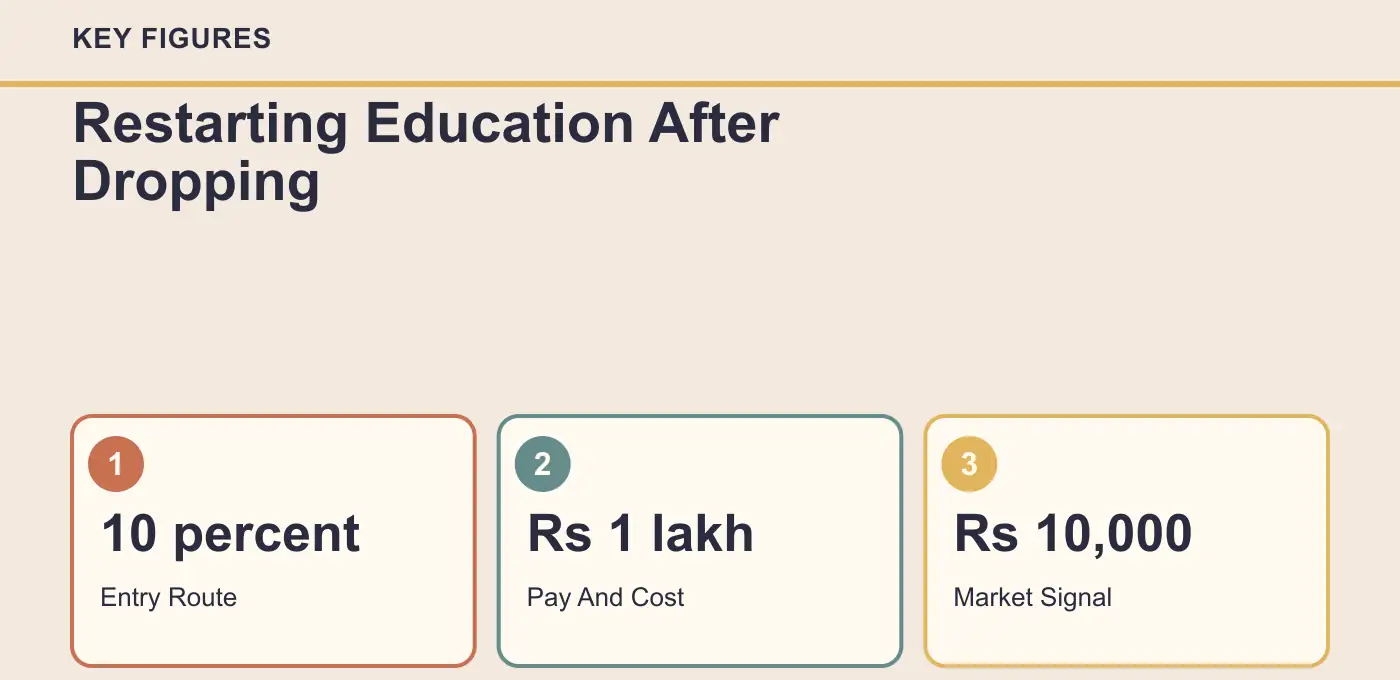 KEY FIGURES
Restarting Education After
Dropping
1
10 percent
Entry Route
2
Rs 1 lakh
Pay And Cost
3
Rs 10,000
Market Signal